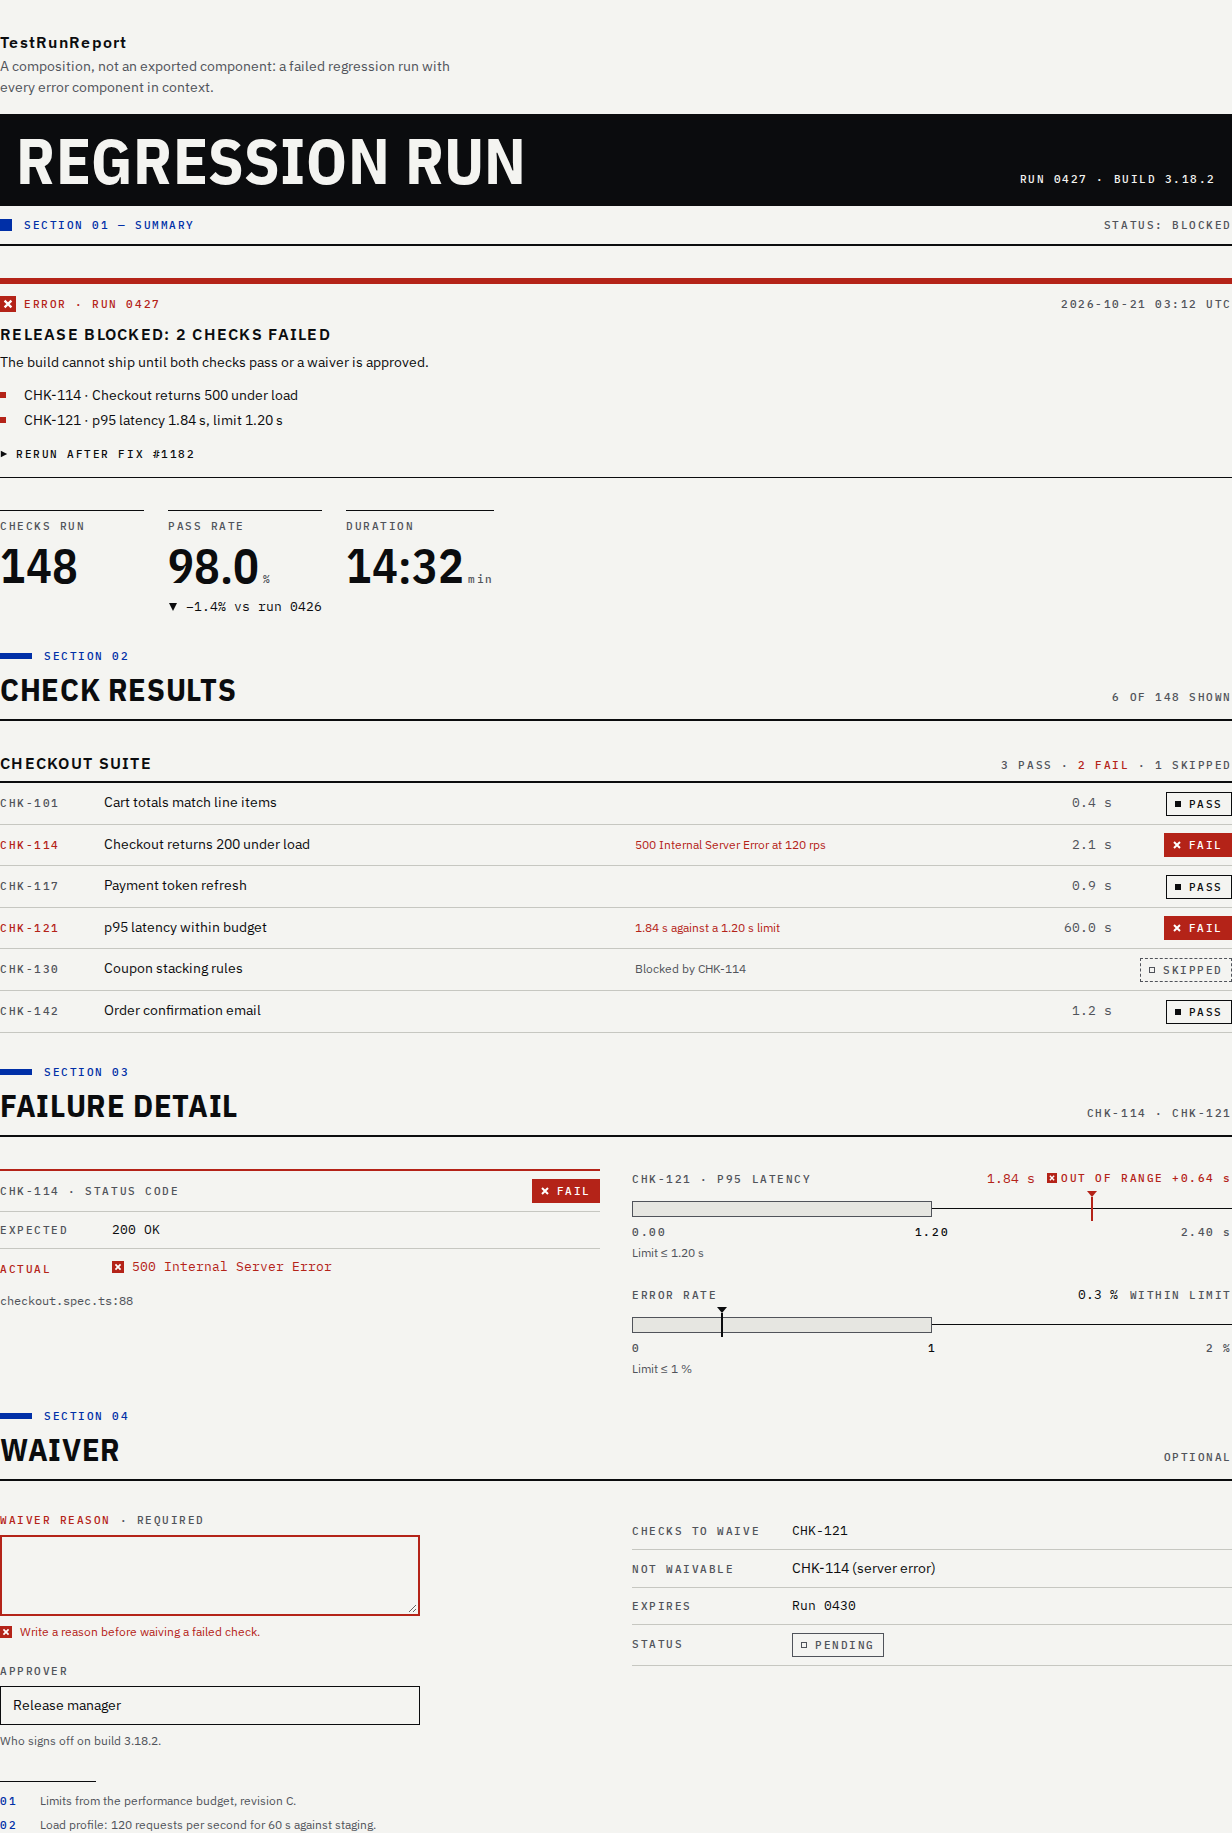 TestRunReport
A composition, not an exported component: a failed regression run with
every error component in context.
REGRESSION RUN
RUN 0427 · BUILD 3.18.2
SECTION 01 — SUMMARY
STATUS: BLOCKED
ERROR · RUN 0427
2026-10-21 03:12 UTC
RELEASE BLOCKED: 2 CHECKS FAILED
The build cannot ship until both checks pass or a waiver is approved.
CHK-114 · Checkout returns 500 under load
CHK-121 · p95 latency 1.84 s, limit 1.20 s
RERUN AFTER FIX #1182
CHECKS RUN
148
PASS RATE
98.0 %
▼ −1.4% vs run 0426
DURATION
14:32 min
SECTION 02
CHECK RESULTS
6 OF 148 SHOWN
CHECKOUT SUITE
3 PASS · 2 FAIL · 1 SKIPPED
CHK-101 Cart totals match line items 0.4 s PASS
CHK-114 Checkout returns 200 under load 500 Internal Server Error at 120 rps 2.1 s FAIL
CHK-117 Payment token refresh 0.9 s PASS
CHK-121 p95 latency within budget 1.84 s against a 1.20 s limit 60.0 s FAIL
CHK-130 Coupon stacking rules Blocked by CHK-114 SKIPPED
CHK-142 Order confirmation email 1.2 s PASS
SECTION 03
FAILURE DETAIL
CHK-114 · CHK-121
CHK-114 · STATUS CODE FAIL
EXPECTED 200 OK
ACTUAL 500 Internal Server Error
checkout.spec.ts:88
CHK-121 · P95 LATENCY 1.84 s OUT OF RANGE +0.64 s
0.00 1.20 2.40 s
Limit ≤ 1.20 s
ERROR RATE 0.3 % WITHIN LIMIT
0 1 2 %
Limit ≤ 1 %
SECTION 04
WAIVER
OPTIONAL
WAIVER REASON · REQUIRED
Write a reason before waiving a failed check.
APPROVER
Release manager
Who signs off on build 3.18.2.
CHECKS TO WAIVE CHK-121
NOT WAIVABLE CHK-114 (server error)
EXPIRES Run 0430
STATUS PENDING
01 Limits from the performance budget, revision C.
02 Load profile: 120 requests per second for 60 s against staging.